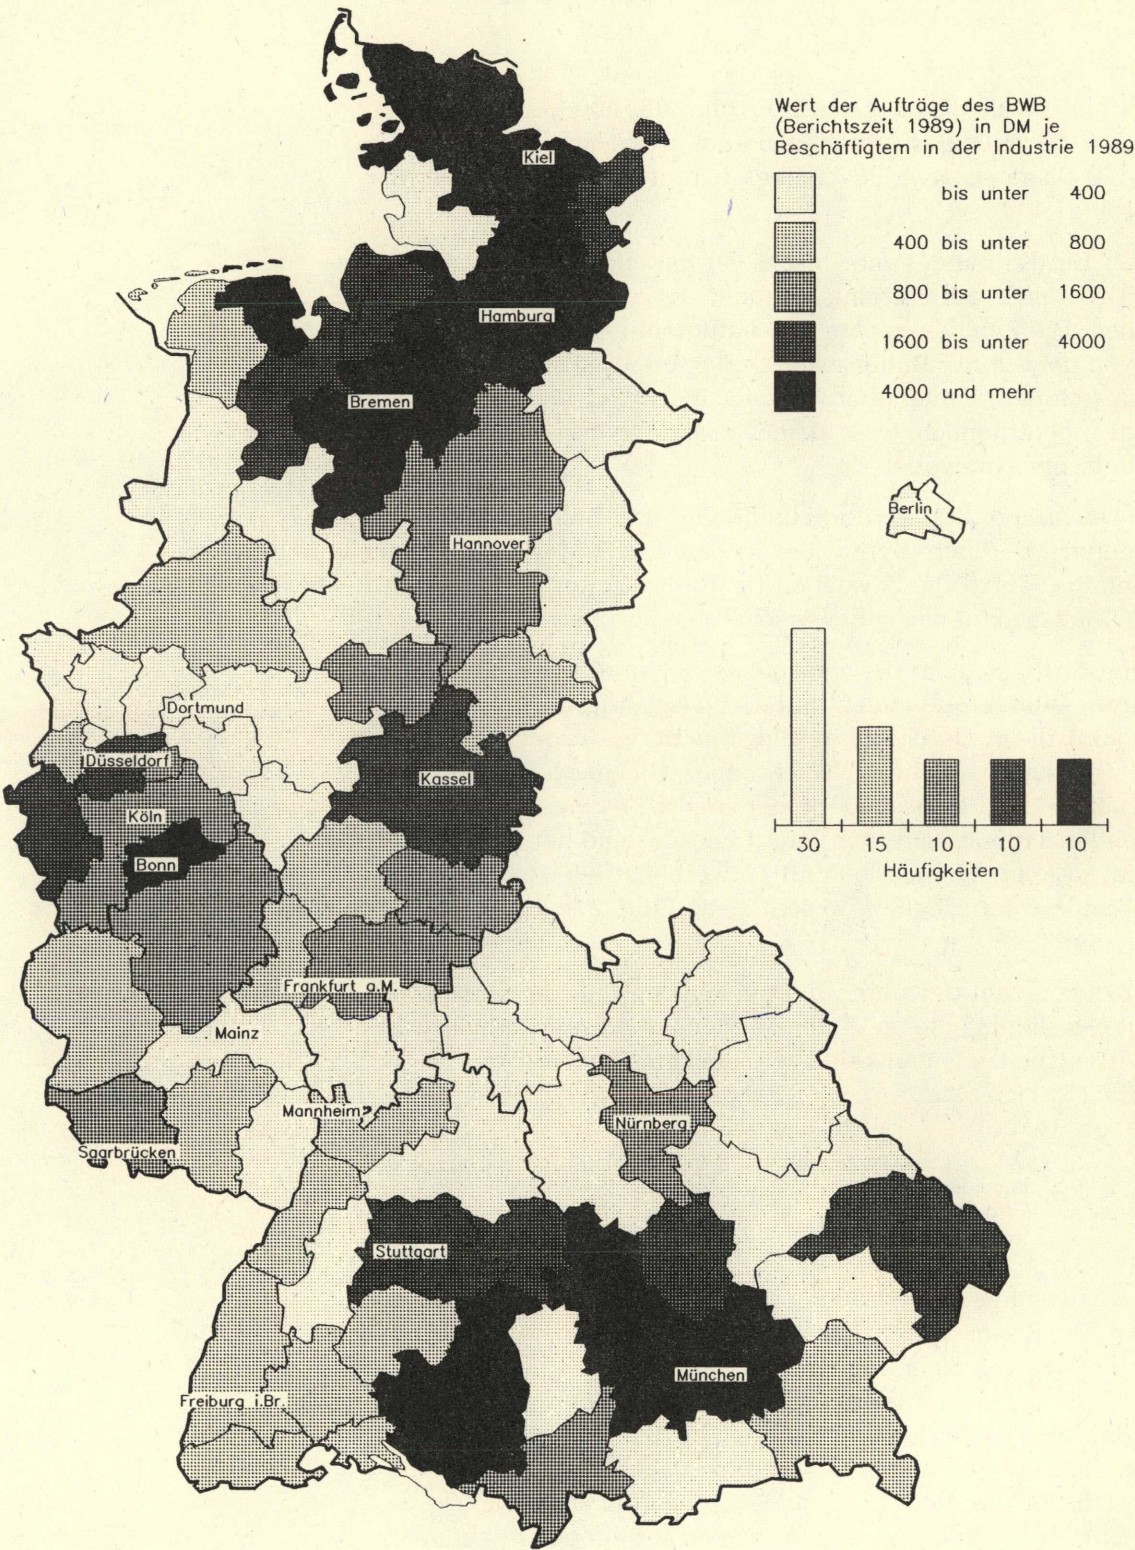 Wert der Aufträge des BWB
(Berichtszeit 1989) in DM je
Beschäftigtem in der Industrie 1989
bis unter 400
400 bis unter 800
800 bis unter 1600
1600 bis unter 4000
4000 und mehr
Kiel
Hamburg
Bremen
Berlin
Hannover
Dortmund
Düsseldorf
Kassel
Köln
Bonn
30 15 10 10 10
Häufigkeiten
Frankfurt a.M.
Mainz
Mannheim
Nürnberg
Saarbrücken
Stuttgart
München
Freiburg i.Br.